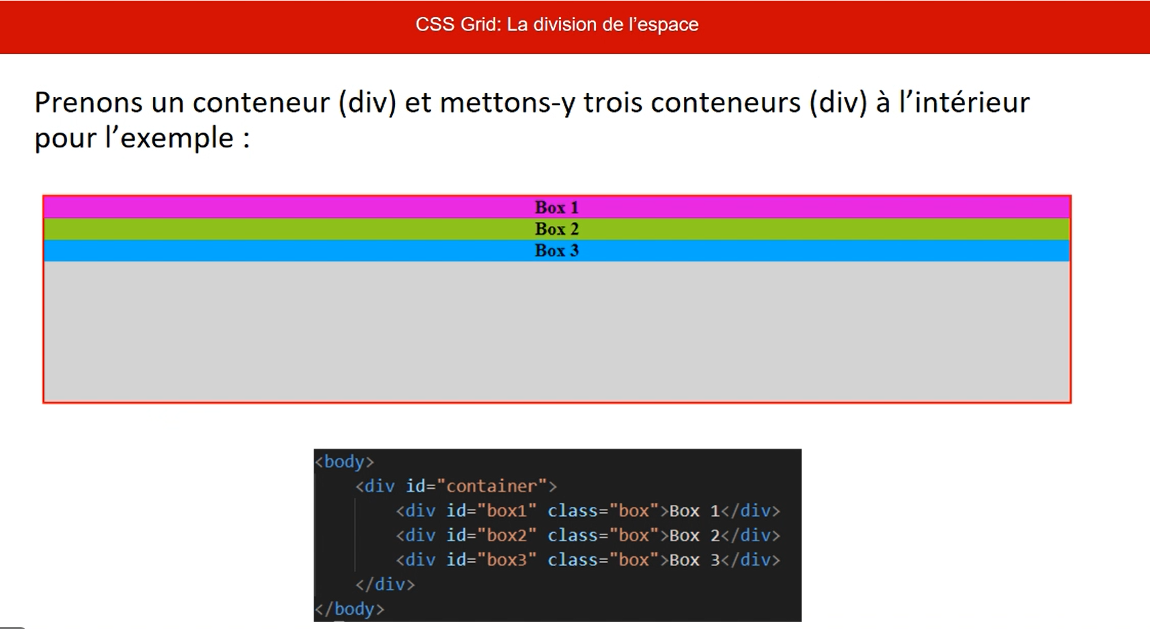 CSS Grid: La division de l’espace
Prenons un conteneur (div) et mettons-y trois conteneurs (div) à l’intérieur
pour l’exemple :
Box 1
Box 2
Box 3
<body>
<div id="container">
<div id="box1" class="box">Box 1</div>
<div id="box2" class="box">Box 2</div>
<div id="box3" class="box">Box 3</div>
</div>
</body>